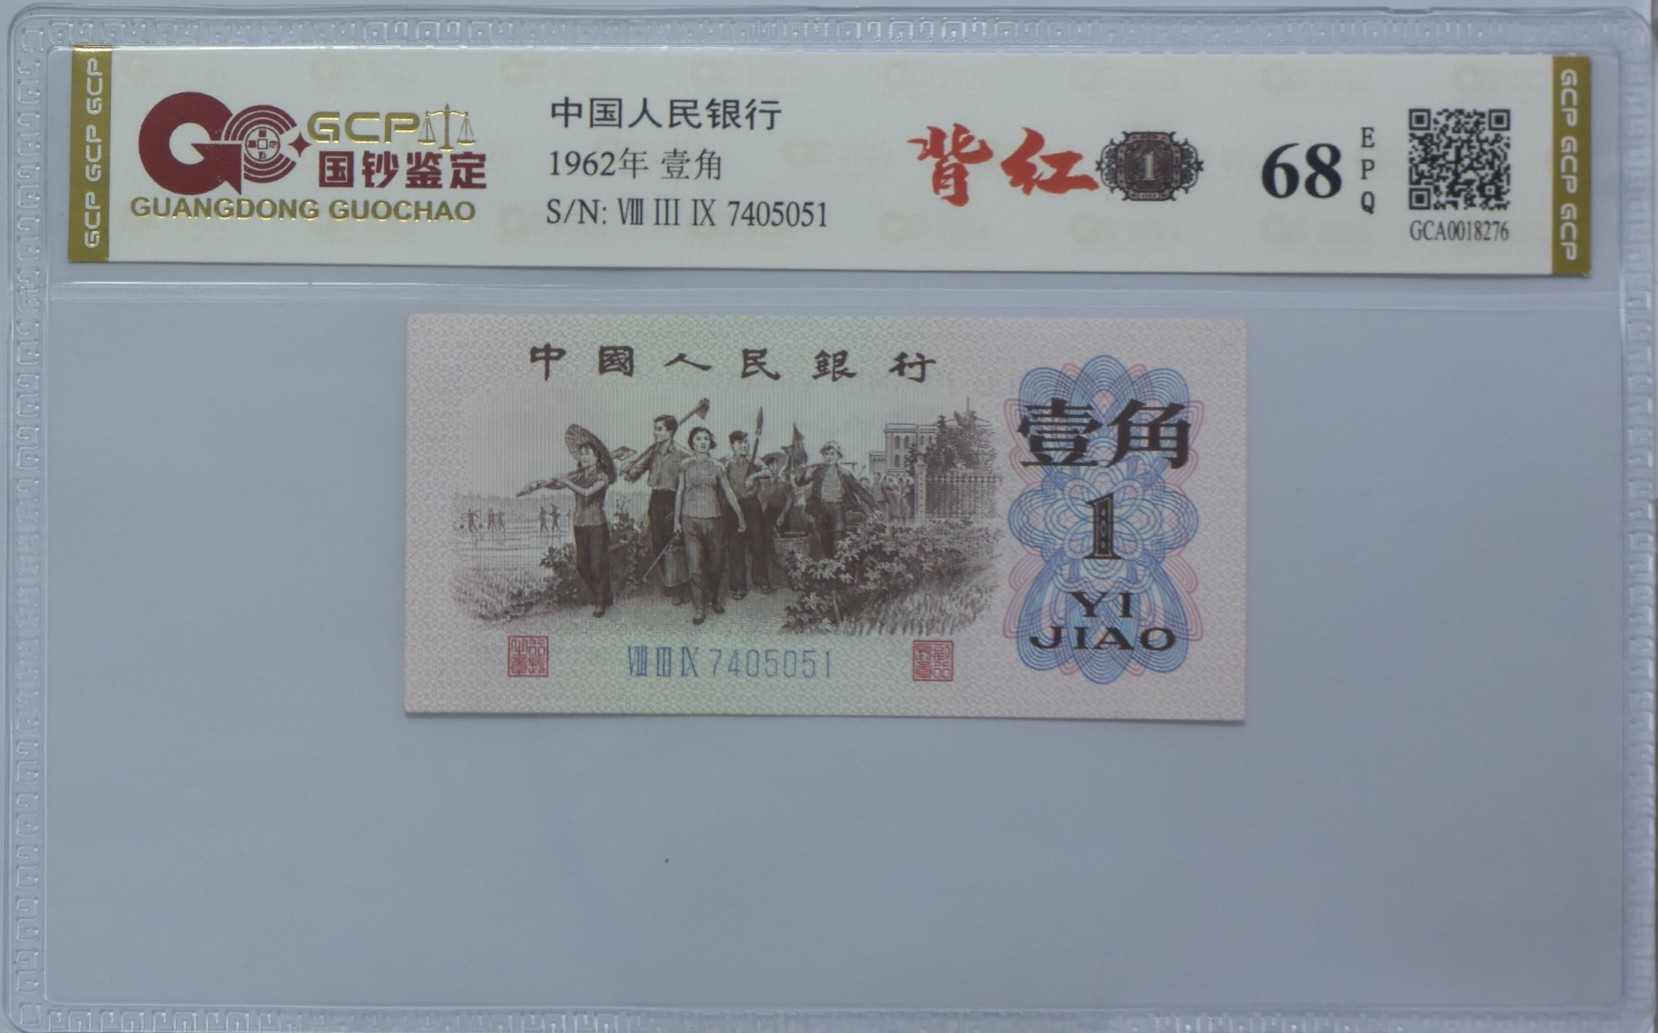 GCP GCP GCP
GCP
国钞鉴定
GUANGDONG GUOCHAO
中国人民银行
1962年 壹角
S/N: Ⅷ Ⅲ Ⅸ 7405051
背红
1
68
EPQ
GCA0018276
GCP GCP GCP
中國人民銀行
壹角
1
YI
JIAO
Ⅷ Ⅲ Ⅸ 7405051